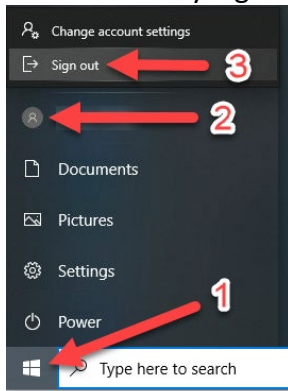 Change account settings
Sign out
3
2
Documents
Pictures
Settings
1
Power
Type here to search